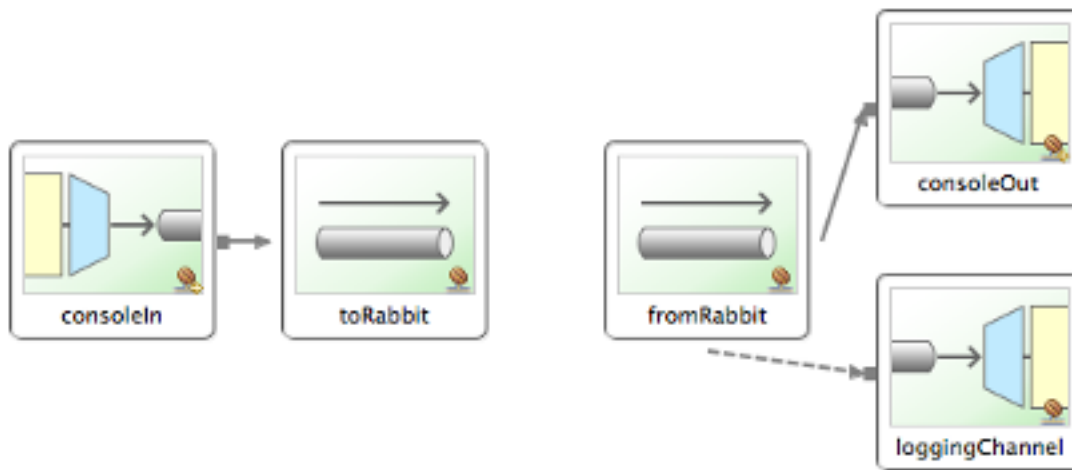 consoleIn
toRabbit
fromRabbit
consoleOut
loggingChannel